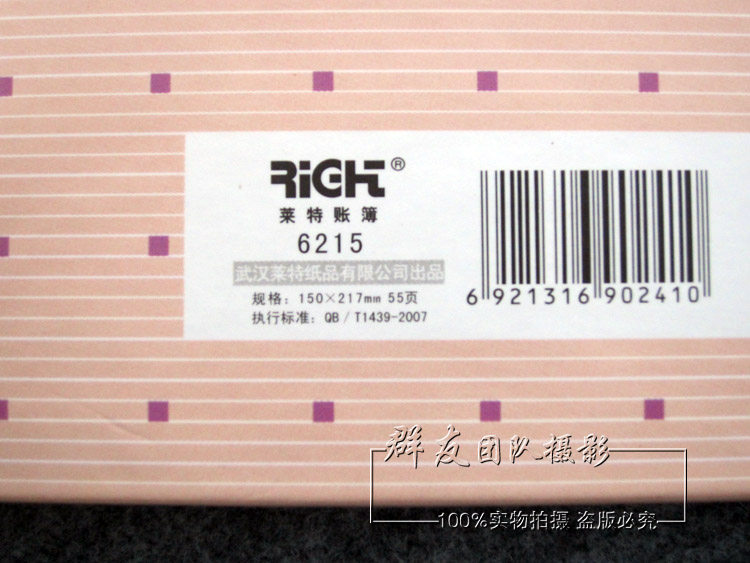 RiGHT®
莱特账簿
6215
武汉莱特纸品有限公司出品
规格：150×217mm 55页
执行标准：QB／T1439-2007
6 921316 902410
群友团队摄影
100%实物拍摄 盗版必究